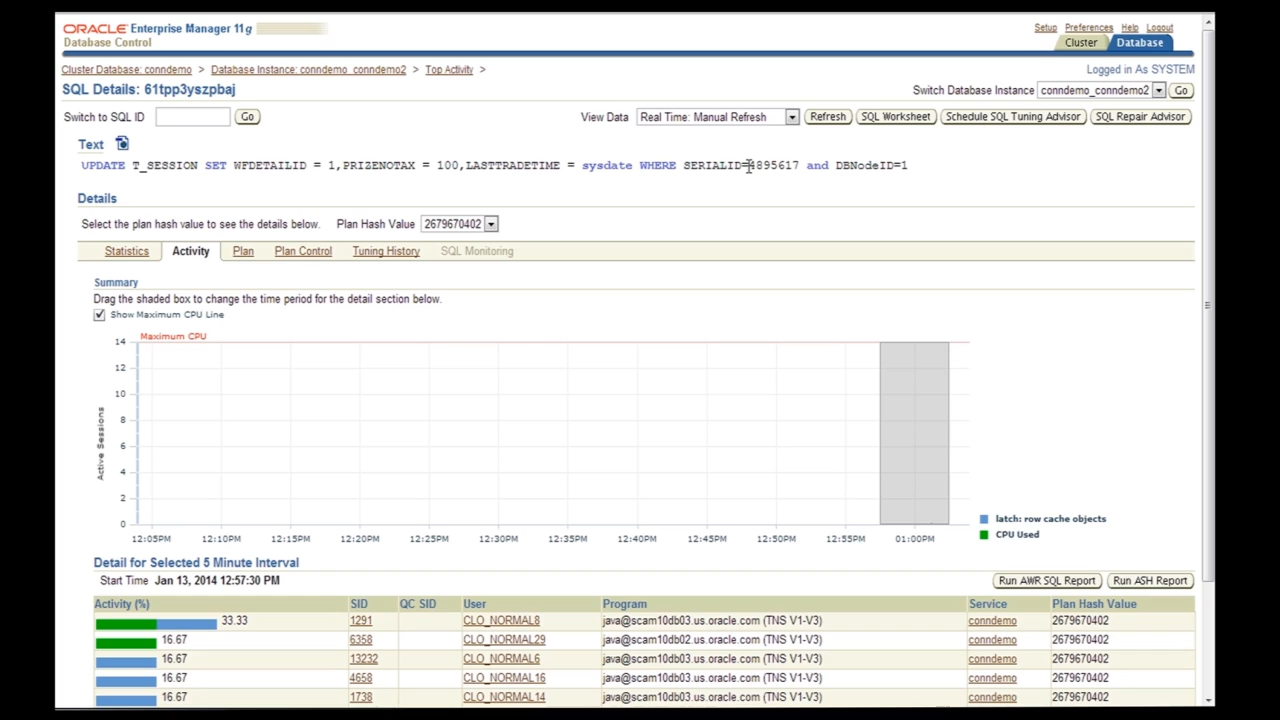 ORACLE Enterprise Manager 11g
Database Control
Setup Preferences Help Logout
Cluster Database
Cluster Database: conndemo > Database Instance: conndemo_conndemo2 > Top Activity >
Logged in As SYSTEM
SQL Details: 61tpp3yszpbaj
Switch Database Instance conndemo_conndemo2 Go
Switch to SQL ID Go
View Data Real Time: Manual Refresh Refresh SQL Worksheet Schedule SQL Tuning Advisor SQL Repair Advisor
Text
UPDATE T_SESSION SET WFDETAILID = 1,PRIZENOTAX = 100,LASTTRADETIME = sysdate WHERE SERIALID=4895617 and DBNodeID=1
Details
Select the plan hash value to see the details below. Plan Hash Value 2679670402
Statistics Activity Plan Plan Control Tuning History SQL Monitoring
Summary
Drag the shaded box to change the time period for the detail section below.
Show Maximum CPU Line
Maximum CPU
14
12
10
8
6
4
2
0
Active Sessions
12:05PM 12:10PM 12:15PM 12:20PM 12:25PM 12:30PM 12:35PM 12:40PM 12:45PM 12:50PM 12:55PM 01:00PM
latch: row cache objects
CPU Used
Detail for Selected 5 Minute Interval
Start Time Jan 13, 2014 12:57:30 PM
Run AWR SQL Report Run ASH Report
Activity (%) SID QC SID User Program Service Plan Hash Value
33.33 1291 CLO_NORMAL8 java@scam10db03.us.oracle.com (TNS V1-V3) conndemo 2679670402
16.67 6358 CLO_NORMAL29 java@scam10db02.us.oracle.com (TNS V1-V3) conndemo 2679670402
16.67 13232 CLO_NORMAL6 java@scam10db03.us.oracle.com (TNS V1-V3) conndemo 2679670402
16.67 4658 CLO_NORMAL16 java@scam10db03.us.oracle.com (TNS V1-V3) conndemo 2679670402
16.67 1738 CLO_NORMAL14 java@scam10db03.us.oracle.com (TNS V1-V3) conndemo 2679670402